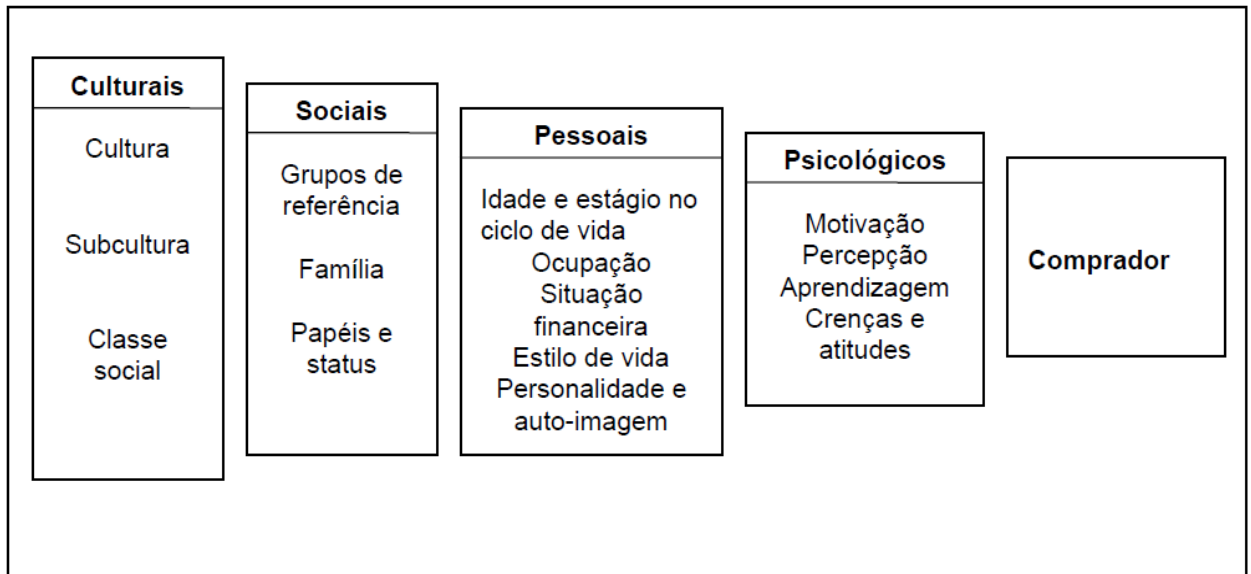 Culturais
Cultura
Subcultura
Classe
social
Sociais
Grupos de
referência
Família
Papéis e
status
Pessoais
Idade e estágio no
ciclo de vida
Ocupação
Situação
financeira
Estilo de vida
Personalidade e
auto-imagem
Psicológicos
Motivação
Percepção
Aprendizagem
Crenças e
atitudes
Comprador